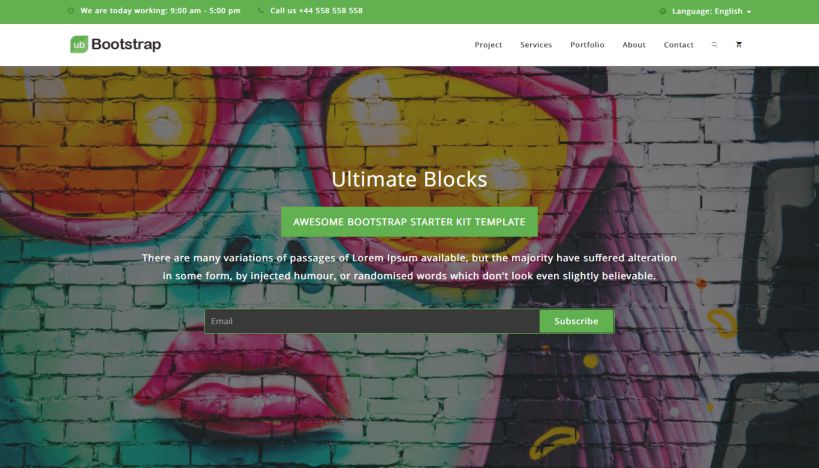 We are today working: 9:00 am - 5:00 pm
Call us +44 558 558 558
Language: English
ub Bootstrap
Project Services Portfolio About Contact
Ultimate Blocks
AWESOME BOOTSTRAP STARTER KIT TEMPLATE
There are many variations of passages of Lorem Ipsum available, but the majority have suffered alteration
in some form, by injected humour, or randomised words which don't look even slightly believable.
Email
Subscribe